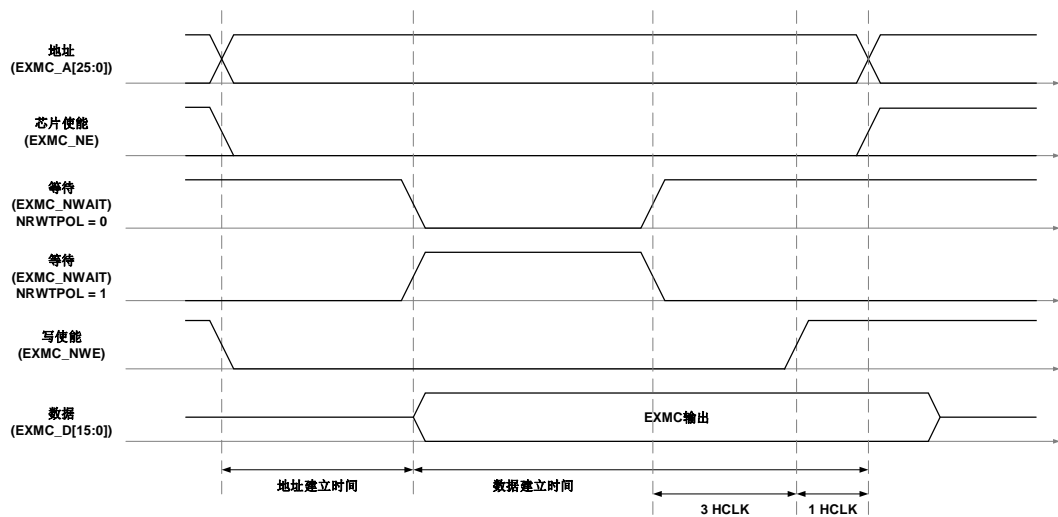 地址
(EXMC_A[25:0])
芯片使能
(EXMC_NE)
等待
(EXMC_NWAIT)
NRWTPOL = 0
等待
(EXMC_NWAIT)
NRWTPOL = 1
写使能
(EXMC_NWE)
数据
(EXMC_D[15:0])
EXMC输出
地址建立时间
数据建立时间
3 HCLK
1 HCLK